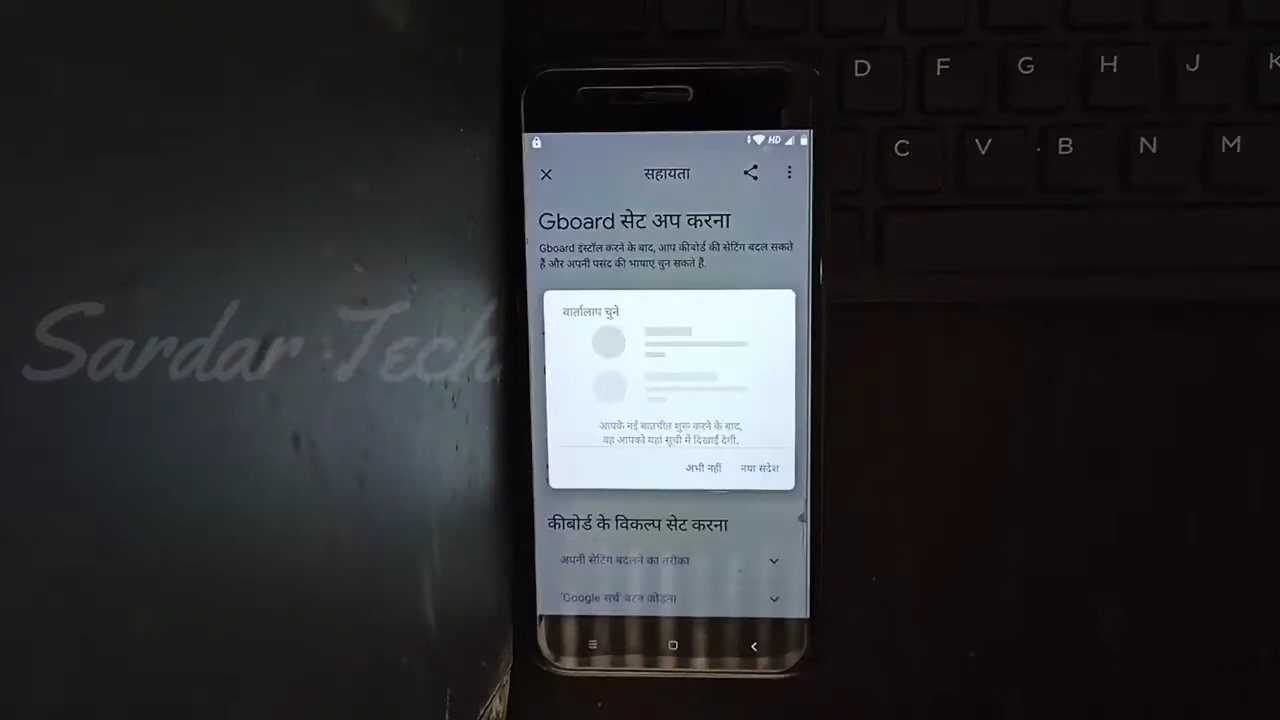 D F G H J K
C V B N M
HD
सहायता
Gboard सेट अप करना
Gboard इंस्टॉल करने के बाद, आप कीबोर्ड की सेटिंग बदल सकते
हैं और अपनी पसंद की भाषाएं चुन सकते हैं.
वार्तालाप चुनें
आपके नई बातचीत शुरू करने के बाद,
वह आपको यहां सूची में दिखाई देगी.
अभी नहीं नया संदेश
कीबोर्ड के विकल्प सेट करना
अपनी सेटिंग बदलने का तरीका
'Google सर्च' बटन जोड़ना
Sardar Tech